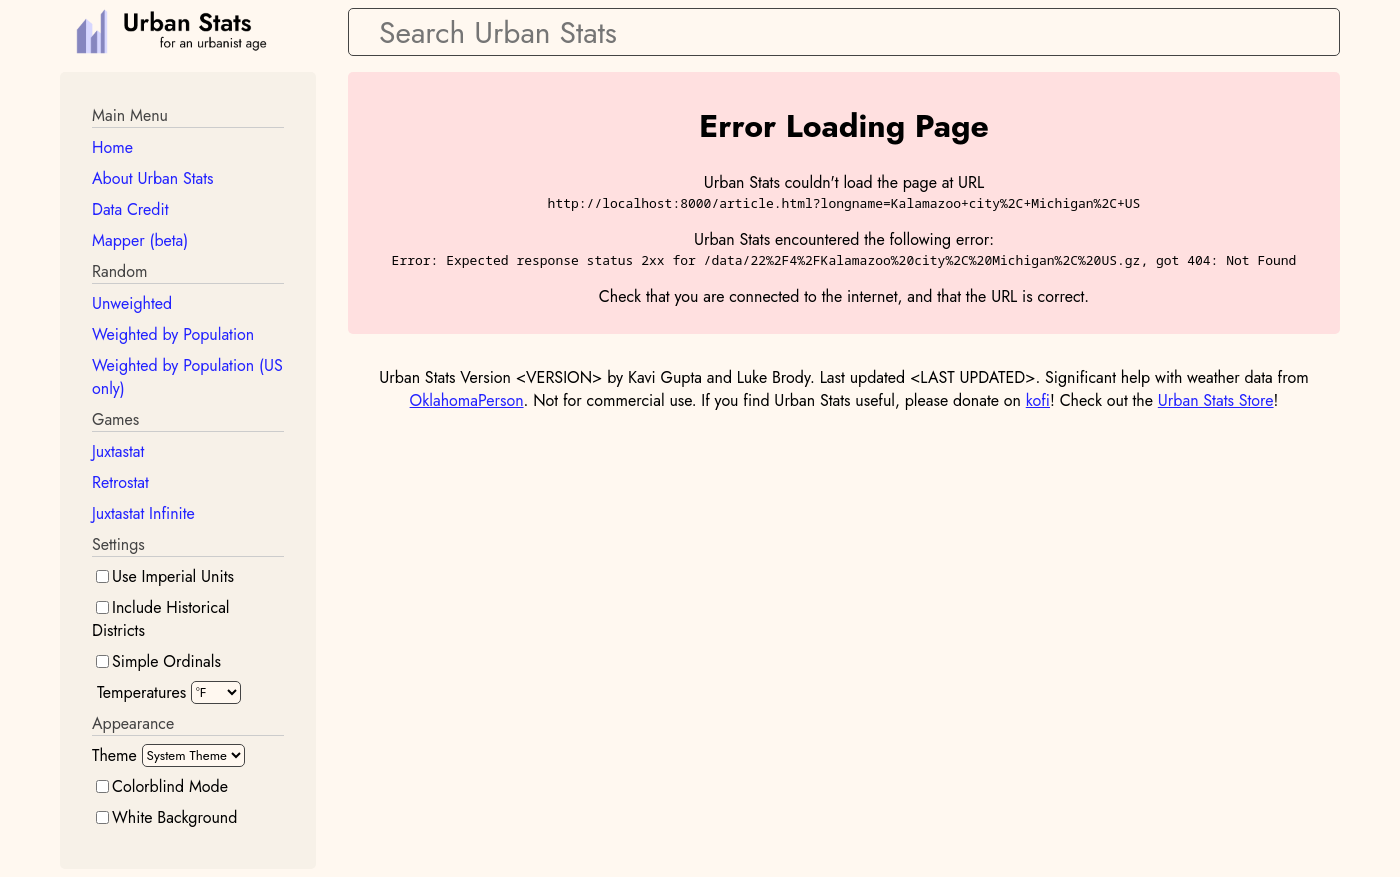 Urban Stats
for an urbanist age
Search Urban Stats
Main Menu
Home
About Urban Stats
Data Credit
Mapper (beta)
Random
Unweighted
Weighted by Population
Weighted by Population (US
only)
Games
Juxtastat
Retrostat
Juxtastat Infinite
Settings
Use Imperial Units
Include Historical
Districts
Simple Ordinals
Temperatures °F
Appearance
Theme System Theme
Colorblind Mode
White Background
Error Loading Page
Urban Stats couldn't load the page at URL
http://localhost:8000/article.html?longname=Kalamazoo+city%2C+Michigan%2C+US
Urban Stats encountered the following error:
Error: Expected response status 2xx for /data/22%2F4%2FKalamazoo%20city%2C%20Michigan%2C%20US.gz, got 404: Not Found
Check that you are connected to the internet, and that the URL is correct.
Urban Stats Version <VERSION> by Kavi Gupta and Luke Brody. Last updated <LAST UPDATED>. Significant help with weather data from
OklahomaPerson. Not for commercial use. If you find Urban Stats useful, please donate on kofi! Check out the Urban Stats Store!